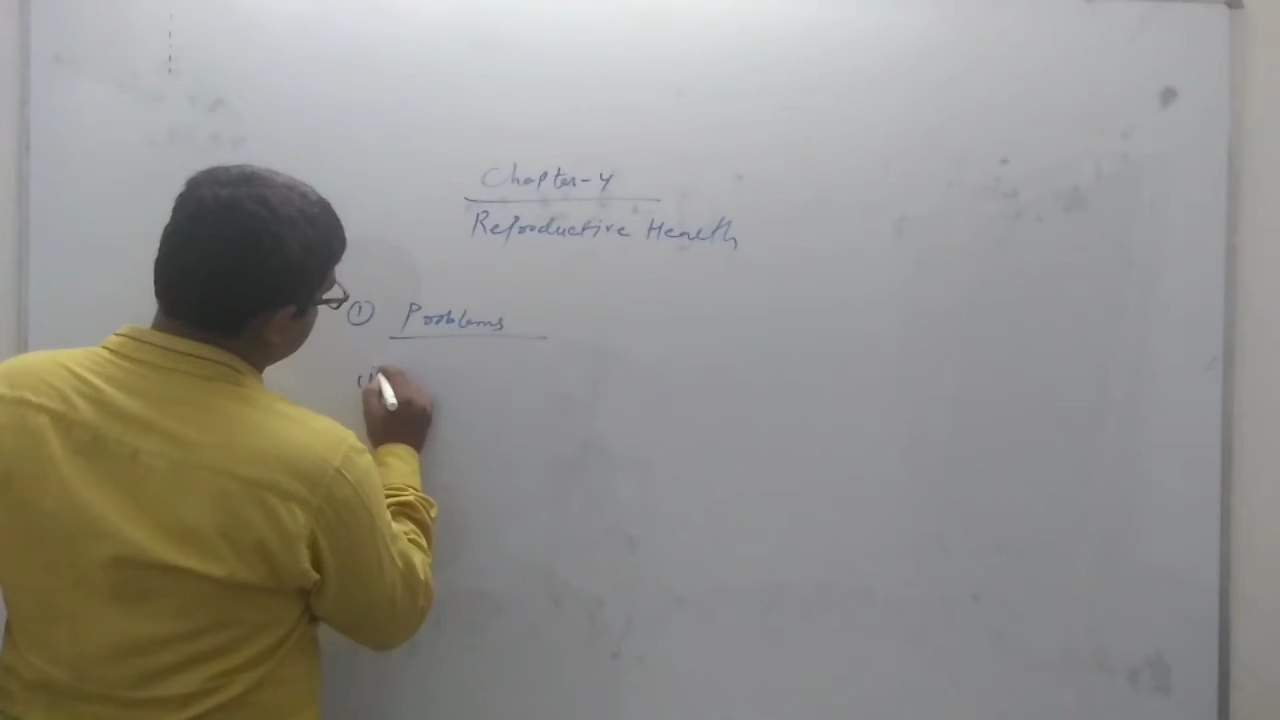 Chapter-4
Reproductive Health
① Problems
(i